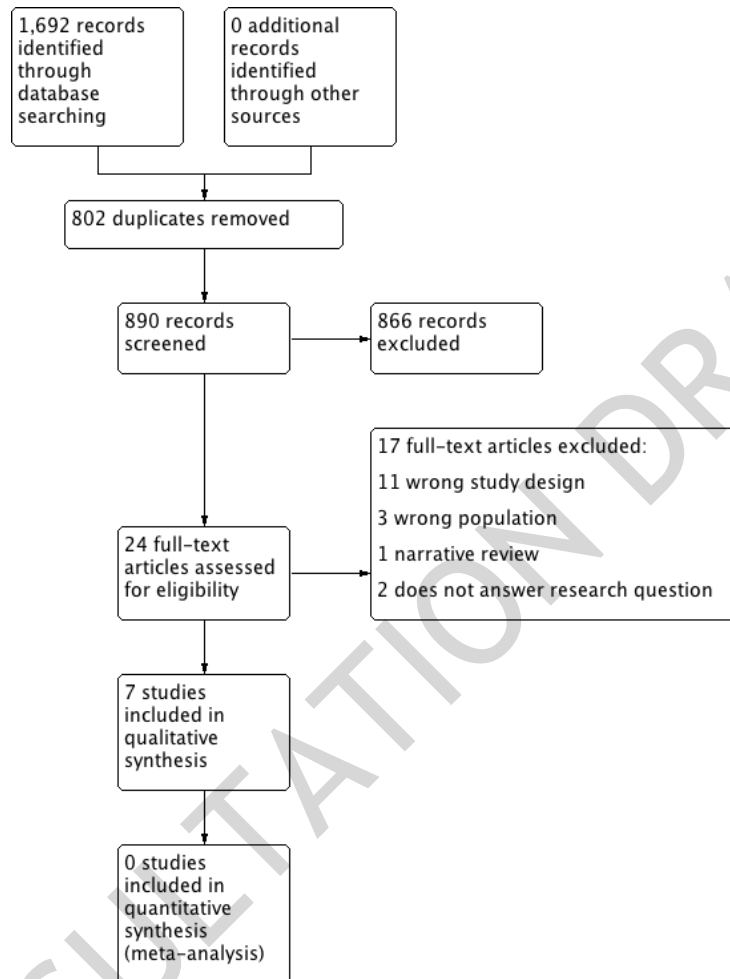 1,692 records
identified
through
database
searching
0 additional
records
identified
through other
sources
802 duplicates removed
890 records
screened
866 records
excluded
17 full-text articles excluded:
11 wrong study design
3 wrong population
1 narrative review
2 does not answer research question
24 full-text
articles assessed
for eligibility
7 studies
included in
qualitative
synthesis
0 studies
included in
quantitative
synthesis
(meta-analysis)
SULTATION DRA